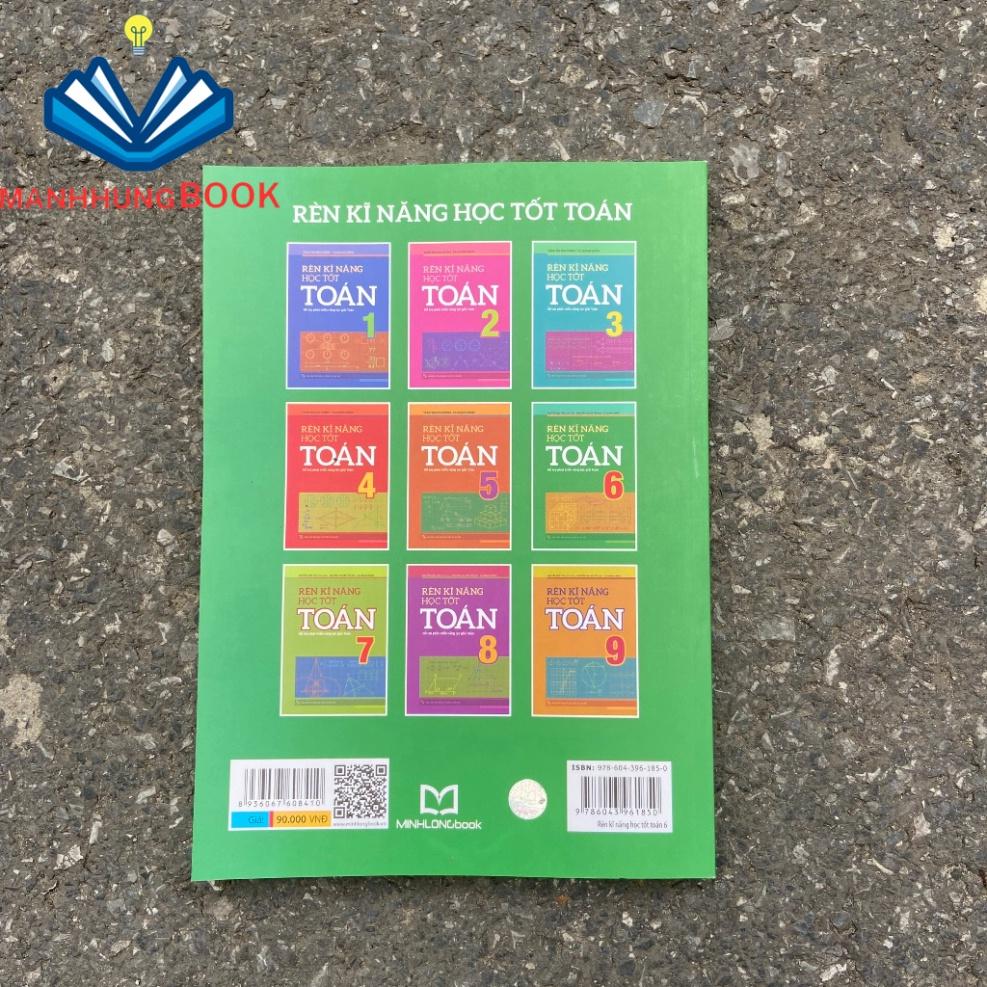 MANHHUNGBOOK
RÈN KĨ NĂNG HỌC TỐT TOÁN
RÈN KĨ NĂNG
HỌC TỐT
TOÁN
1
RÈN KĨ NĂNG
HỌC TỐT
TOÁN
2
RÈN KĨ NĂNG
HỌC TỐT
TOÁN
3
RÈN KĨ NĂNG
HỌC TỐT
TOÁN
4
RÈN KĨ NĂNG
HỌC TỐT
TOÁN
5
RÈN KĨ NĂNG
HỌC TỐT
TOÁN
6
RÈN KĨ NĂNG
HỌC TỐT
TOÁN
7
RÈN KĨ NĂNG
HỌC TỐT
TOÁN
8
RÈN KĨ NĂNG
HỌC TỐT
TOÁN
9
8 936067 608410
Giá: 90.000 VNĐ
www.minhlongbook.vn
MINHLONGbook
ISBN: 978-604-396-185-0
9 786043 961850
Rèn kĩ năng học tốt toán 6